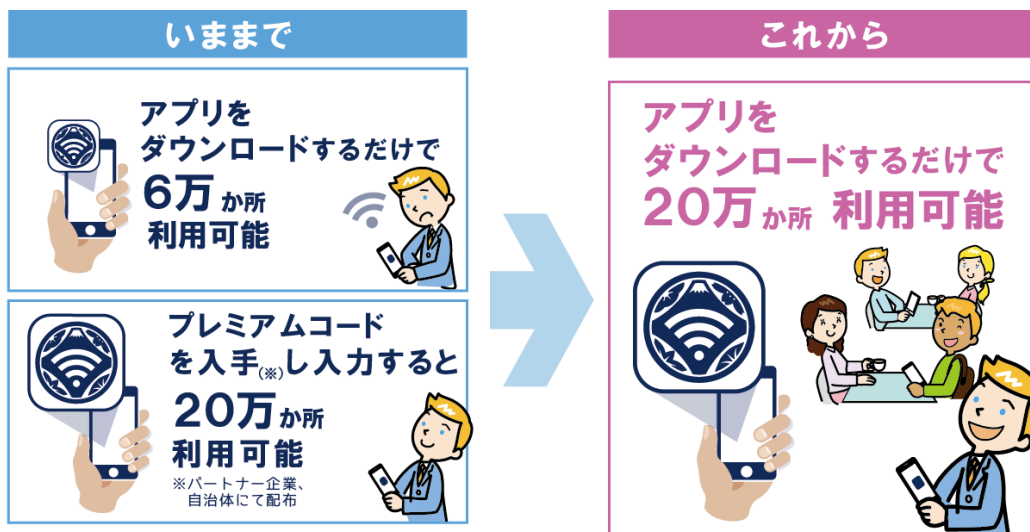 いままで
アプリを
ダウンロードするだけで
6万か所
利用可能
プレミアムコード
を入手(※)し入力すると
20万か所
利用可能
※パートナー企業、
自治体にて配布
これから
アプリを
ダウンロードするだけで
20万か所 利用可能